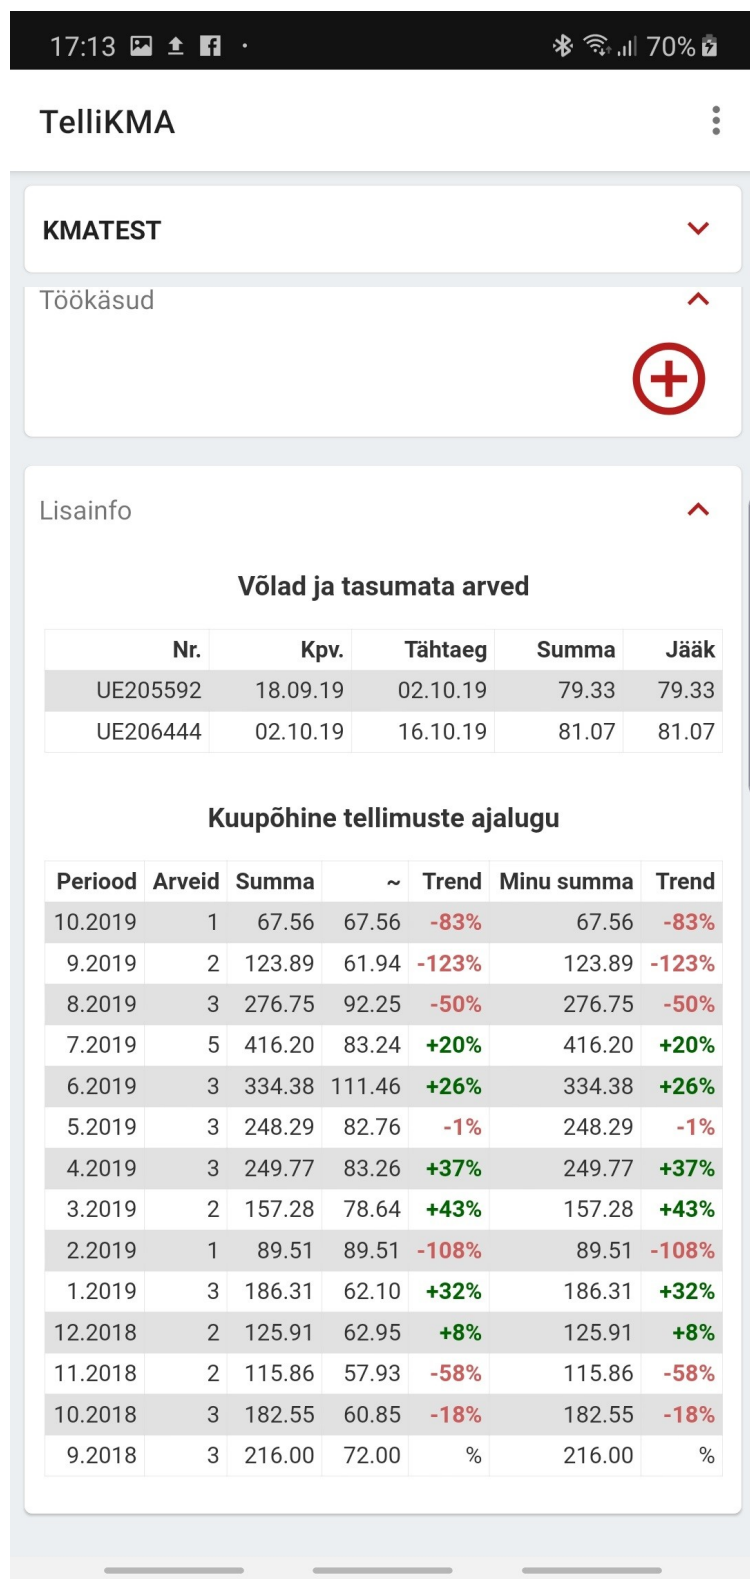 17:13 70%
TelliKMA
KMATEST
Töökäsud
Lisainfo
Võlad ja tasumata arved
Nr. Kpv. Tähtaeg Summa Jääk
UE205592 18.09.19 02.10.19 79.33 79.33
UE206444 02.10.19 16.10.19 81.07 81.07
Kuupõhine tellimuste ajalugu
Periood Arveid Summa ~ Trend Minu summa Trend
10.2019 1 67.56 67.56 -83% 67.56 -83%
9.2019 2 123.89 61.94 -123% 123.89 -123%
8.2019 3 276.75 92.25 -50% 276.75 -50%
7.2019 5 416.20 83.24 +20% 416.20 +20%
6.2019 3 334.38 111.46 +26% 334.38 +26%
5.2019 3 248.29 82.76 -1% 248.29 -1%
4.2019 3 249.77 83.26 +37% 249.77 +37%
3.2019 2 157.28 78.64 +43% 157.28 +43%
2.2019 1 89.51 89.51 -108% 89.51 -108%
1.2019 3 186.31 62.10 +32% 186.31 +32%
12.2018 2 125.91 62.95 +8% 125.91 +8%
11.2018 2 115.86 57.93 -58% 115.86 -58%
10.2018 3 182.55 60.85 -18% 182.55 -18%
9.2018 3 216.00 72.00 % 216.00 %